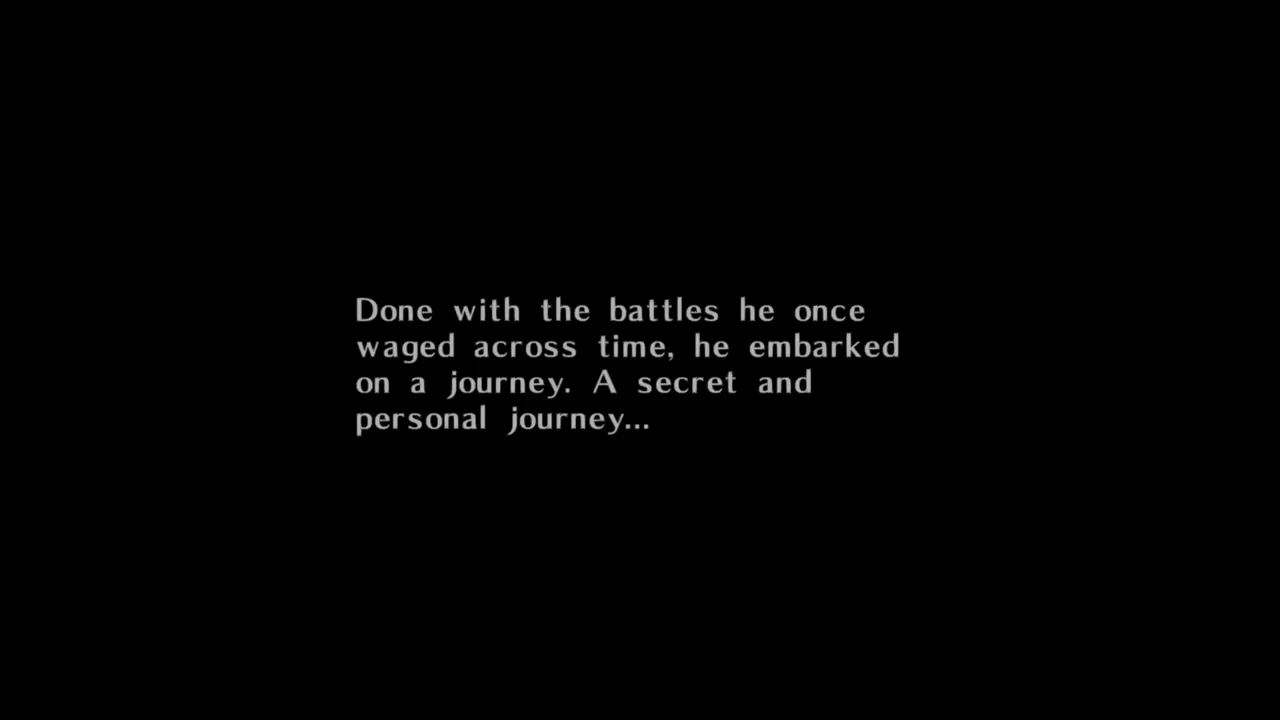 Done with the battles he once
waged across time, he embarked
on a journey. A secret and
personal journey...